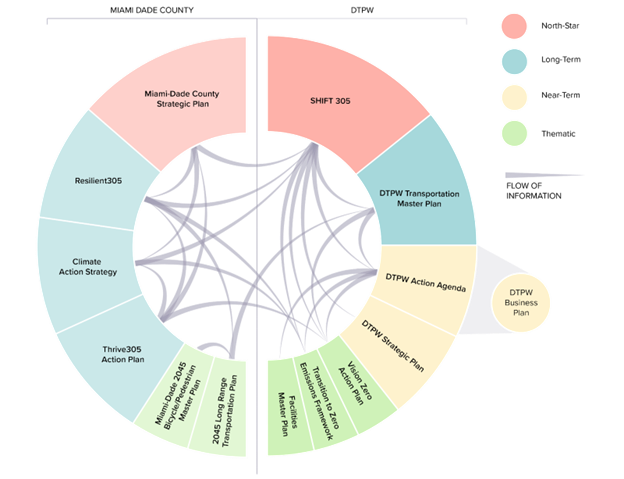 MIAMI DADE COUNTY
DTPW
North-Star
Long-Term
Near-Term
Thematic
FLOW OF
INFORMATION
Miami-Dade County
Strategic Plan
SHIFT 305
Resilient305
DTPW Transportation
Master Plan
Climate
Action Strategy
DTPW Action Agenda
DTPW
Business
Plan
Thrive305
Action Plan
DTPW Strategic Plan
Miami-Dade 2045
Bicycle/Pedestrian
Master Plan
2045 Long Range
Transportation Plan
Facilities
Master Plan
Transition to Zero
Emissions Framework
Vision Zero
Action Plan